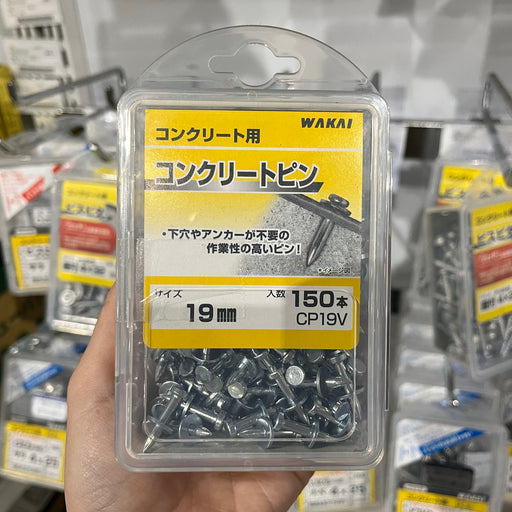 WAKAI
コンクリート用
コンクリートピン
・下穴やアンカーが不要の
作業性の高いピン!
※イメージ図
サイズ
19mm
入数 150本
CP19V